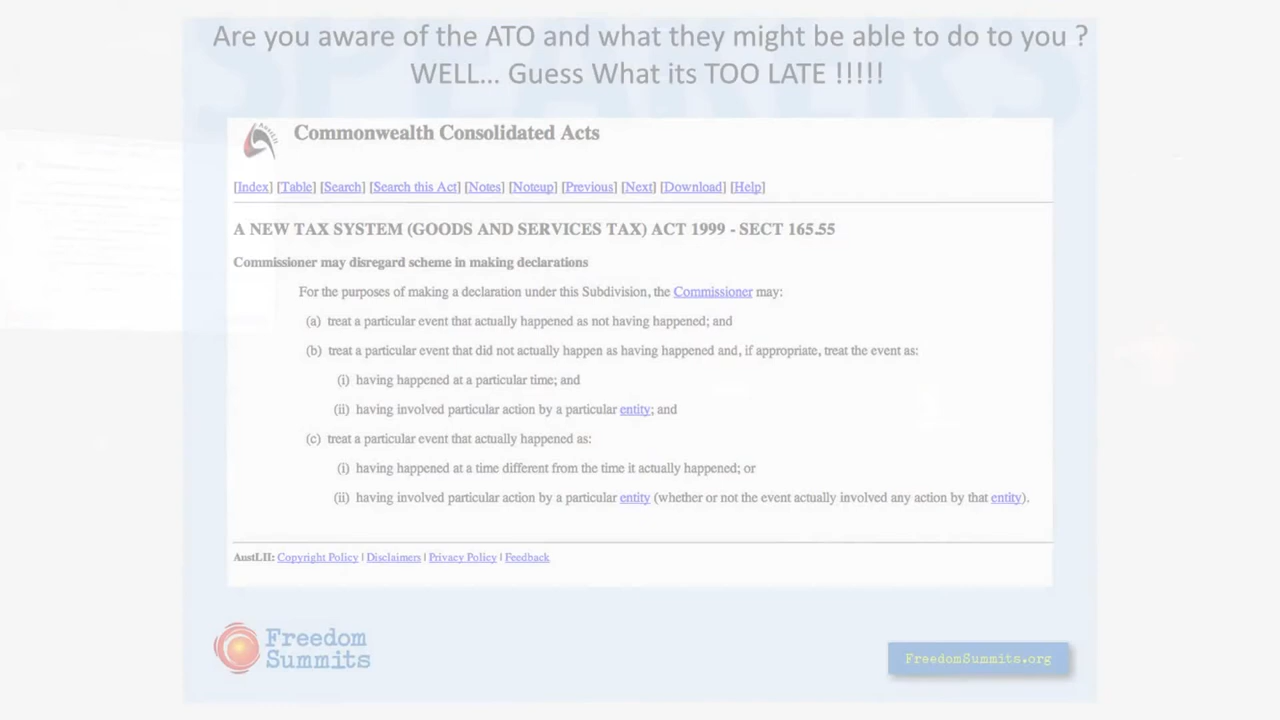 Are you aware of the ATO and what they might be able to do to you ?
WELL... Guess What its TOO LATE !!!!!
Commonwealth Consolidated Acts
[Index] [Table] [Search] [Search this Act] [Notes] [Noteup] [Previous] [Next] [Download] [Help]
A NEW TAX SYSTEM (GOODS AND SERVICES TAX) ACT 1999 - SECT 165.55
Commissioner may disregard scheme in making declarations
For the purposes of making a declaration under this Subdivision, the Commissioner may:
(a) treat a particular event that actually happened as not having happened; and
(b) treat a particular event that did not actually happen as having happened and, if appropriate, treat the event as:
(i) having happened at a particular time; and
(ii) having involved particular action by a particular entity; and
(c) treat a particular event that actually happened as:
(i) having happened at a time different from the time it actually happened; or
(ii) having involved particular action by a particular entity (whether or not the event actually involved any action by that entity).
AustLII: Copyright Policy | Disclaimers | Privacy Policy | Feedback
Freedom
Summits
FreedomSummits.org